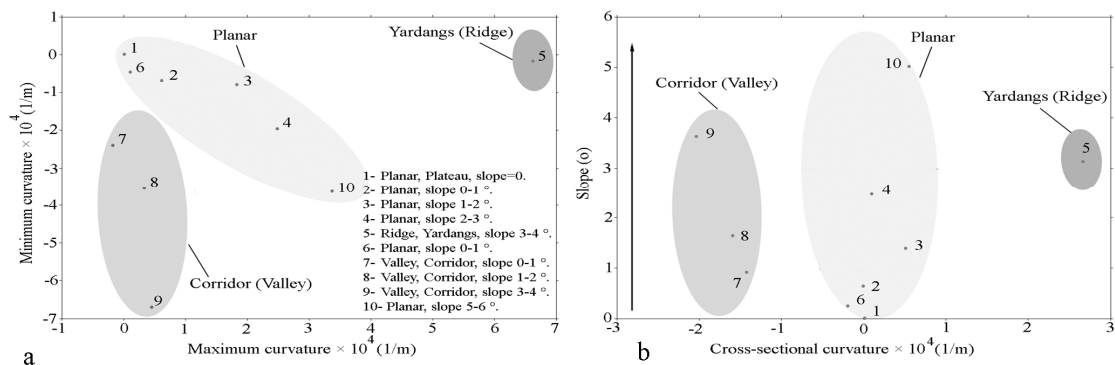 a
Minimum curvature × 10^4 (1/m)
1
0
-1
-2
-3
-4
-5
-6
-7
-1 0 1 2 3 4 5 6 7
Maximum curvature × 10^4 (1/m)
Planar
Yardangs (Ridge)
Corridor (Valley)
1
6
2
3
4
5
7
8
9
10
1- Planar, Plateau, slope=0.
2- Planar, slope 0-1 °.
3- Planar, slope 1-2 °.
4- Planar, slope 2-3 °.
5- Ridge, Yardangs, slope 3-4 °.
6- Planar, slope 0-1 °.
7- Valley, Corridor, slope 0-1 °.
8- Valley, Corridor, slope 1-2 °.
9- Valley, Corridor, slope 3-4 °.
10- Planar, slope 5-6 °.
b
Slope (o)
6
5
4
3
2
1
0
-3 -2 -1 0 1 2 3
Cross-sectional curvature × 10^4 (1/m)
Planar
Corridor (Valley)
Yardangs (Ridge)
10
9
5
4
8
3
7
2
6
1